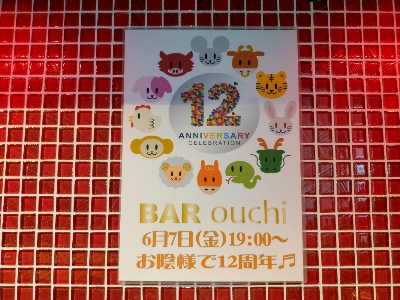 12
ANNIVERSARY
CELEBRATION
BAR ouchi
6月7日(金)19:00～
お陰様で12周年♬